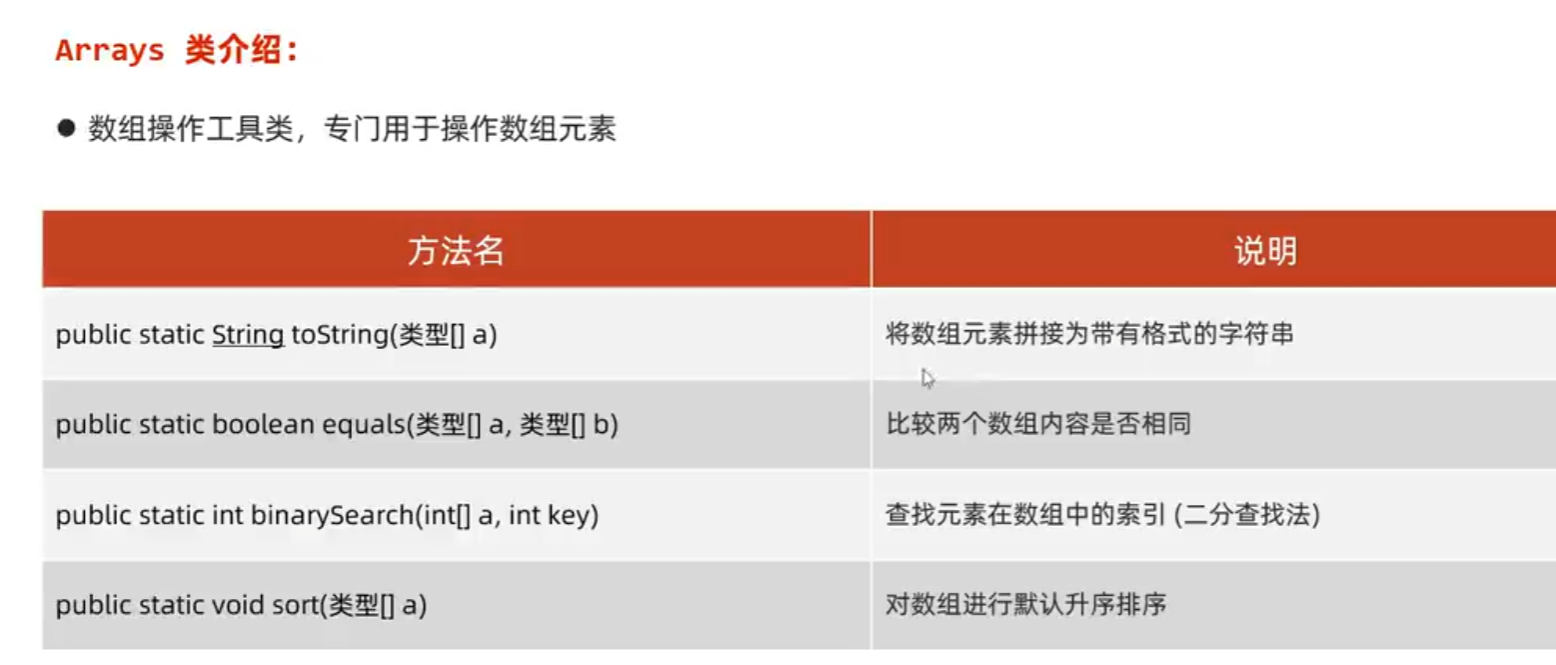 Arrays 类介绍：
● 数组操作工具类，专门用于操作数组元素
方法名 说明
public static String toString(类型[] a) 将数组元素拼接为带有格式的字符串
public static boolean equals(类型[] a, 类型[] b) 比较两个数组内容是否相同
public static int binarySearch(int[] a, int key) 查找元素在数组中的索引 (二分查找法)
public static void sort(类型[] a) 对数组进行默认升序排序